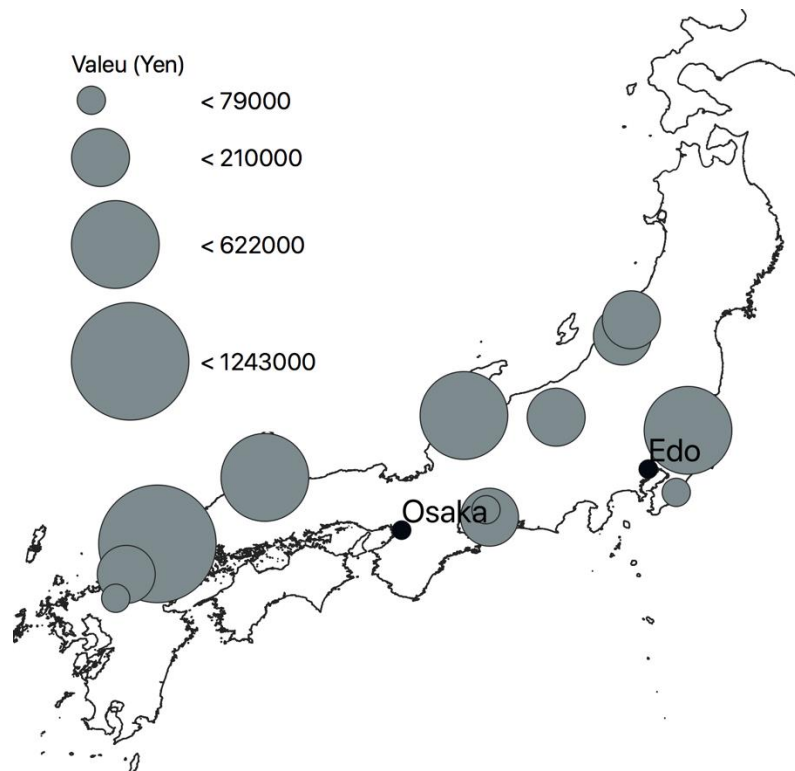 Valeu (Yen)
< 79000
< 210000
< 622000
< 1243000
Edo
Osaka